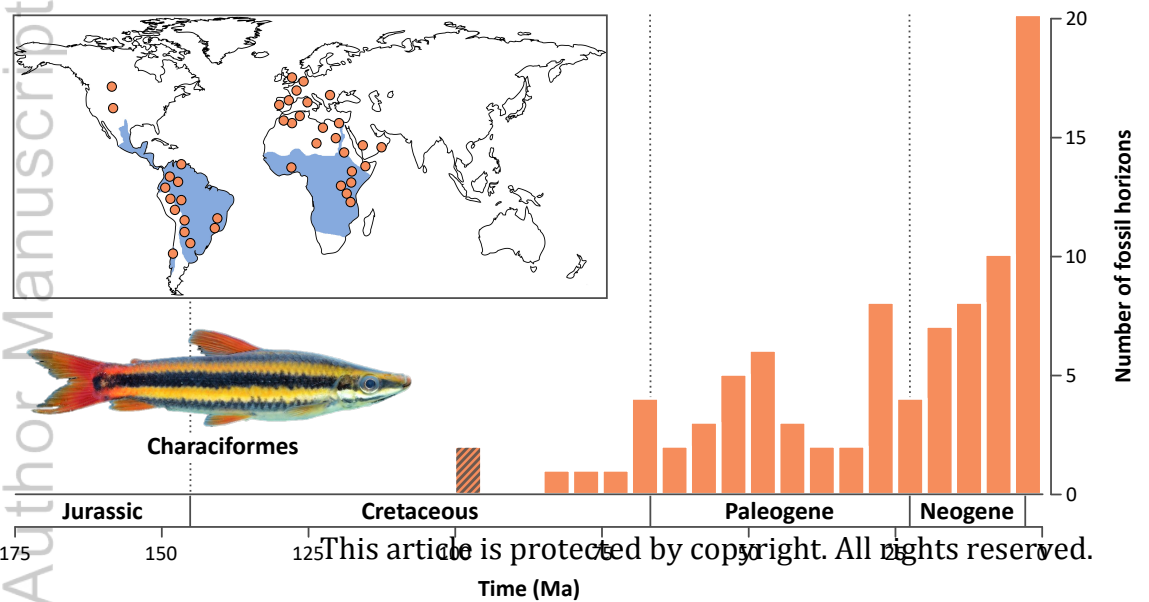 Author Manuscript
20
15
10
5
0
Number of fossil horizons
Characiformes
Jurassic
Cretaceous
Paleogene
Neogene
175
150
125
100
75
50
25
0
This article is protected by copyright. All rights reserved.
Time (Ma)